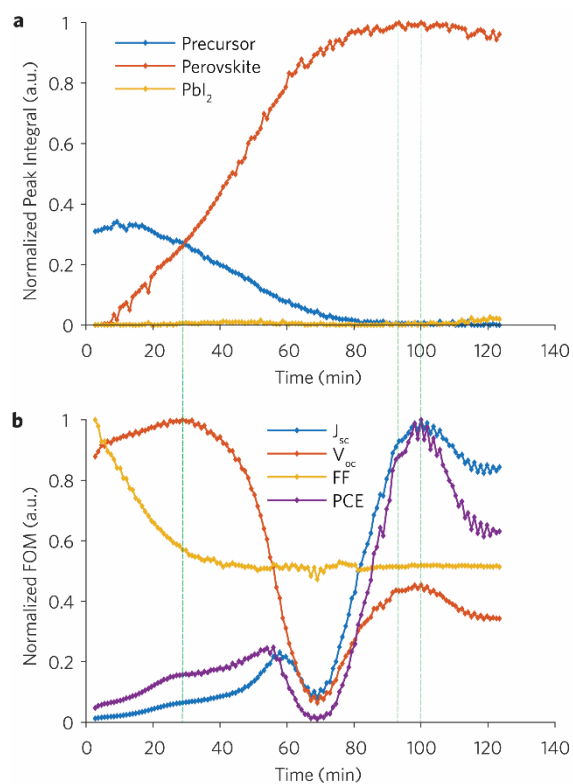 a
Normalized Peak Integral (a.u.)
1
0.8
0.6
0.4
0.2
0
Precursor
Perovskite
PbI2
0 20 40 60 80 100 120 140
Time (min)
b
Normalized FOM (a.u.)
1
0.8
0.6
0.4
0.2
0
Jsc
Voc
FF
PCE
0 20 40 60 80 100 120 140
Time (min)